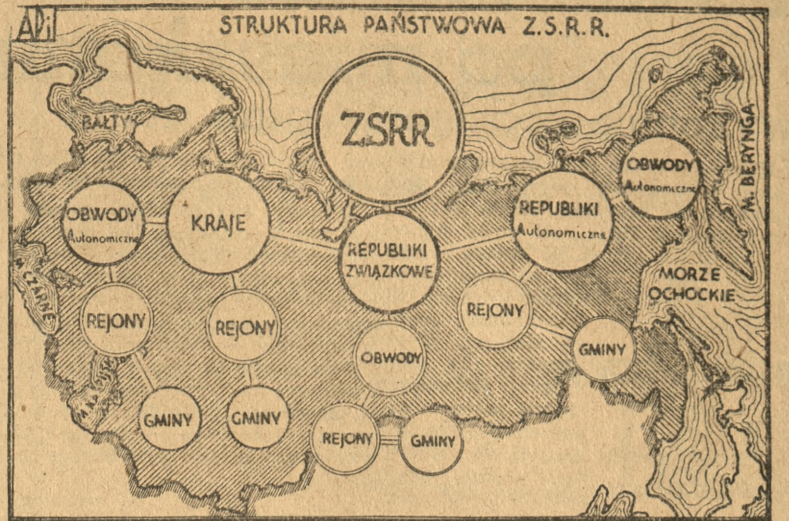 APi
STRUKTURA PAŃSTWOWA Z.S.R.R.
BAŁTY
ZSRR
M. BERYNGA
OBWODY
Autonomiczne
OBWODY
Autonomiczne
KRAJE
REPUBLIKI
ZWIĄZKOWE
REPUBLIKI
Autonomiczne
M. CZARNE
MORZE
OCHOCKIE
REJONY
REJONY
REJONY
OBWODY
GMINY
GMINY
GMINY
REJONY
GMINY